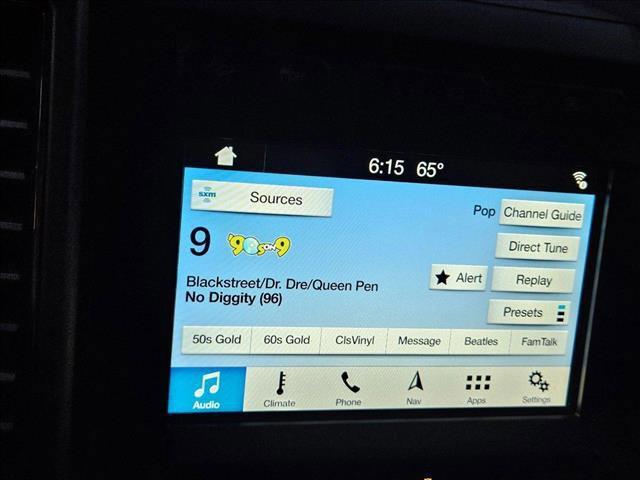 6:15 65°
sxm Sources
Pop Channel Guide
9 '90s on 9
Direct Tune
Blackstreet/Dr. Dre/Queen Pen
No Diggity (96)
Alert Replay
Presets
50s Gold 60s Gold ClsVinyl Message Beatles FamTalk
Audio Climate Phone Nav Apps Settings